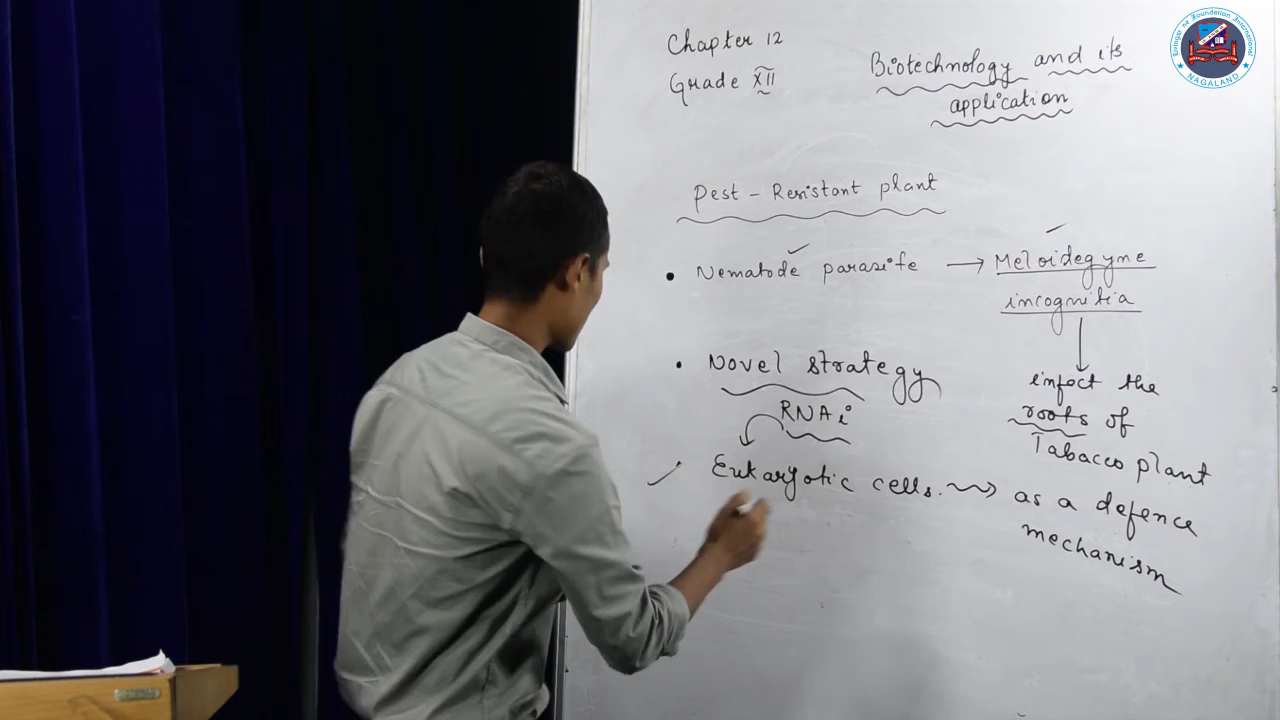 Chapter 12
Grade XII
Biotechnology and its
application
Pest - Resistant plant
• Nematode parasite → Meloidegyne
incognitia
infect the
roots of
Tabacco plant
• Novel strategy
RNAi
• Eukaryotic cells. → as a defence
mechanism
NAGALAND